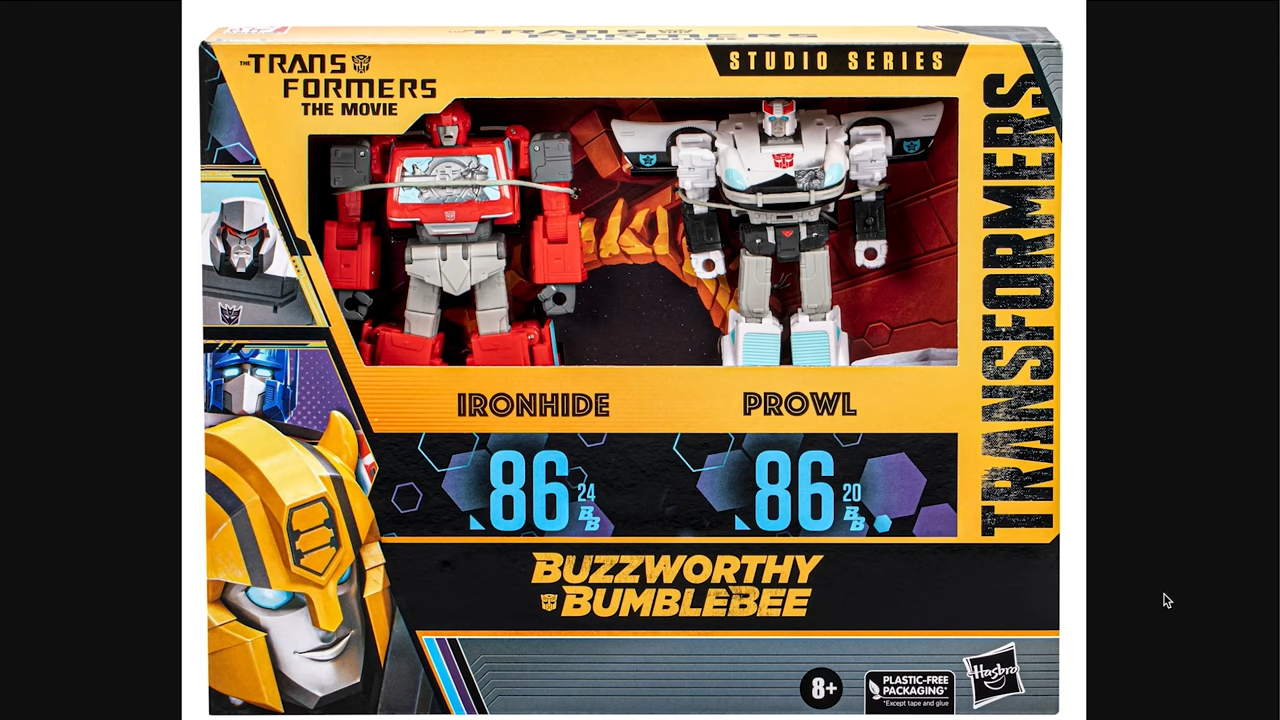 TRANSFORMERS
THE TRANS
FORMERS
THE MOVIE
STUDIO SERIES
TRANSFORMERS
IRONHIDE
PROWL
86 24 BB
86 20 BB
BUZZWORTHY
BUMBLEBEE
8+
PLASTIC-FREE
PACKAGING*
*Except tape and glue
Hasbro